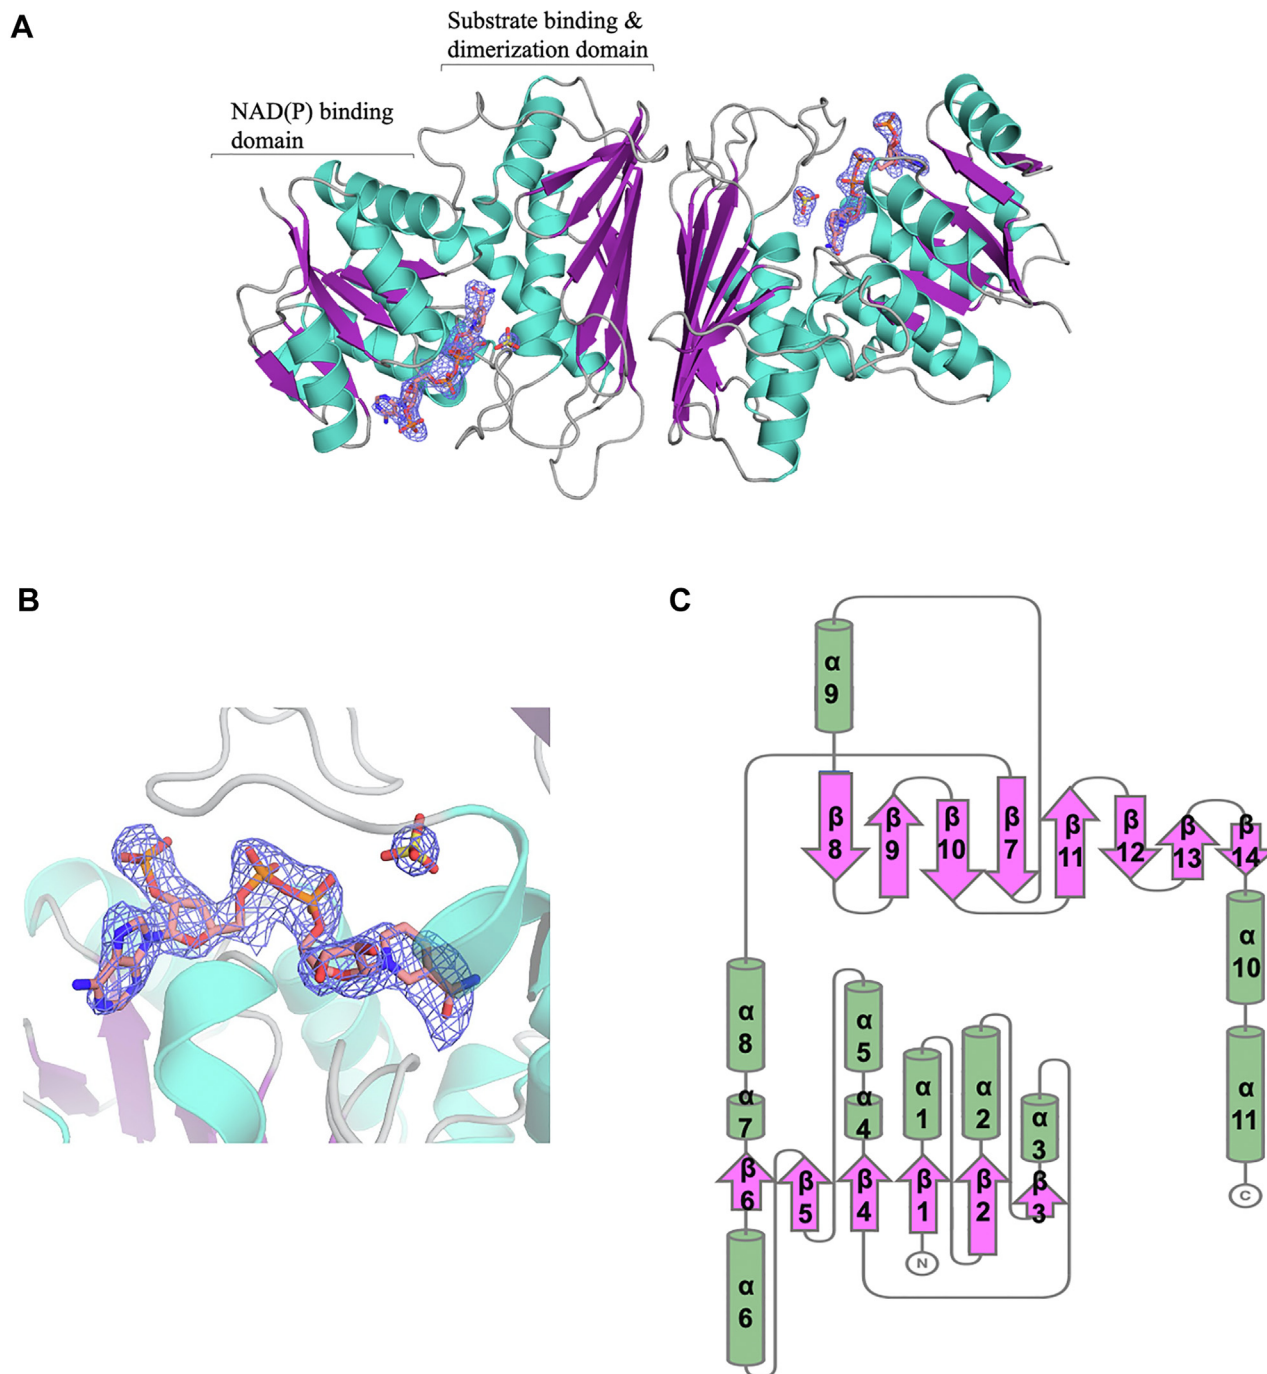 A
Substrate binding &
dimerization domain
NAD(P) binding
domain
B
C
α
9
β
8
β
9
β
10
β
7
β
11
β
12
β
13
β
14
α
10
α
8
α
5
α
1
α
2
α
7
α
4
α
3
α
11
β
6
β
5
β
4
β
1
β
2
β
3
C
N
α
6